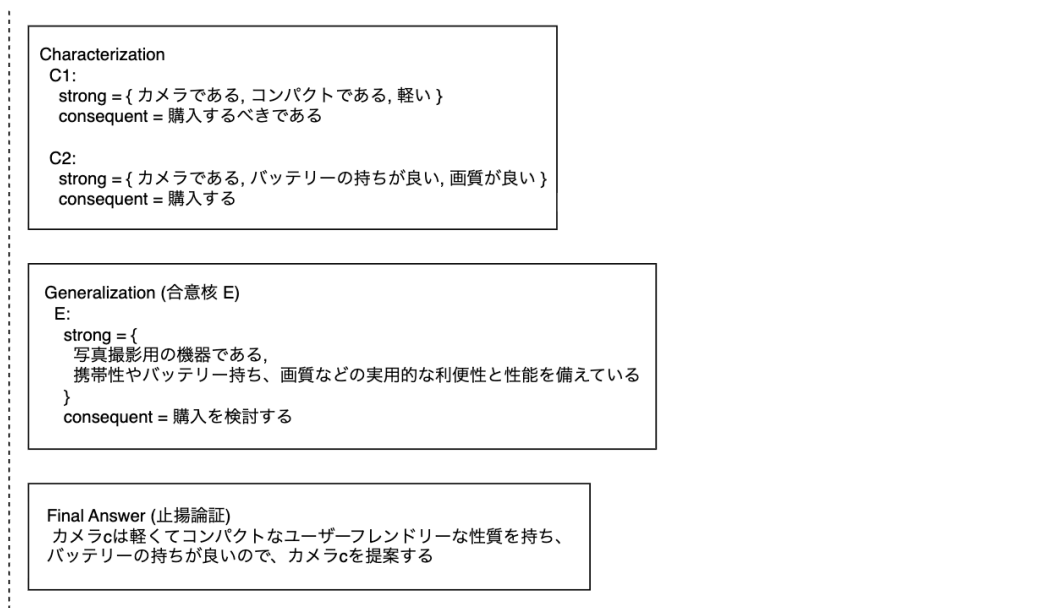 Characterization
C1:
strong = { カメラである, コンパクトである, 軽い }
consequent = 購入するべきである
C2:
strong = { カメラである, バッテリーの持ちが良い, 画質が良い }
consequent = 購入する
Generalization (合意核 E)
E:
strong = {
写真撮影用の機器である,
携帯性やバッテリー持ち、画質などの実用的な利便性と性能を備えている
}
consequent = 購入を検討する
Final Answer (止揚論証)
カメラcは軽くてコンパクトなユーザーフレンドリーな性質を持ち、
バッテリーの持ちが良いので、カメラcを提案する